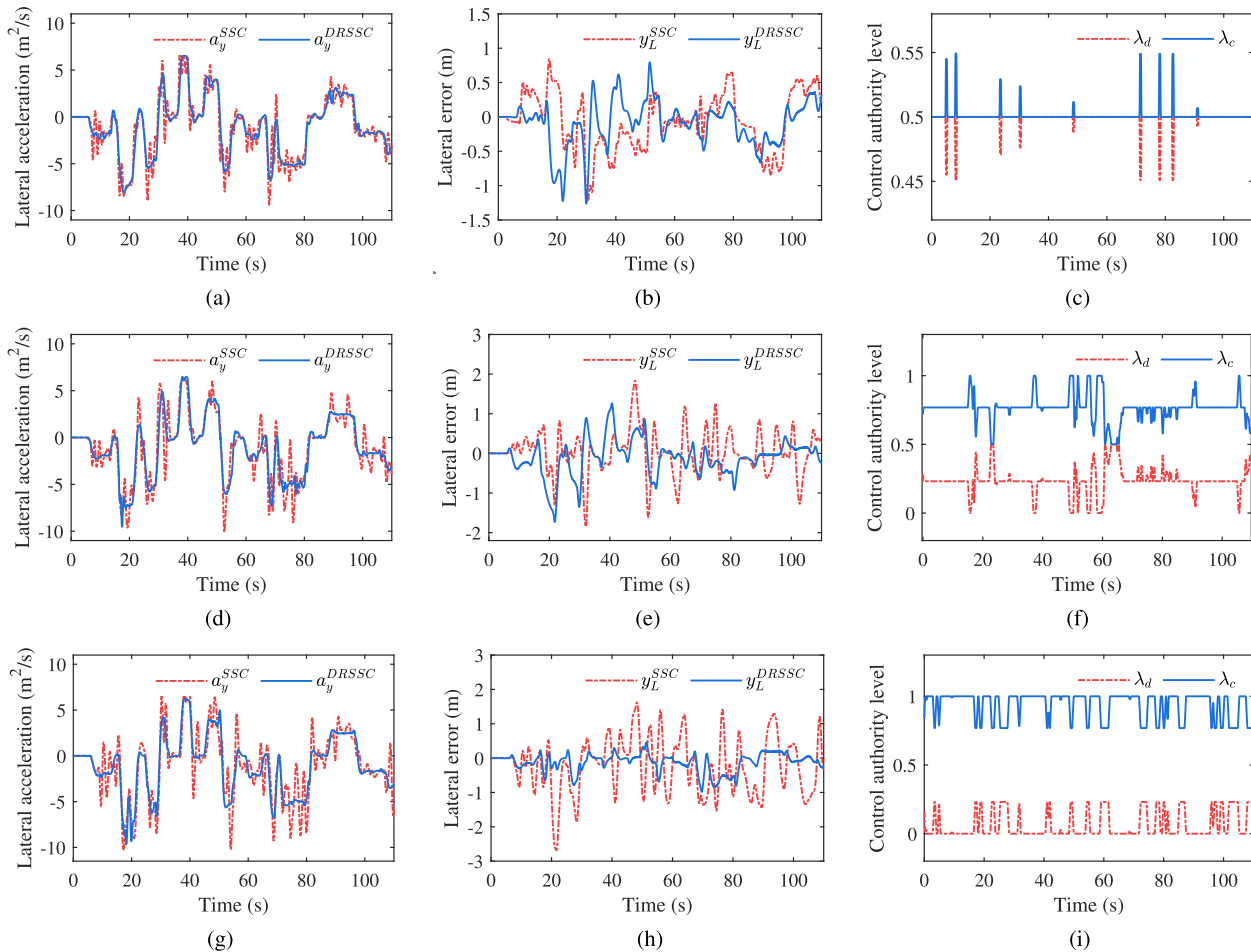 Lateral acceleration (m²/s)
10
5
0
-5
-10
a_y^{SSC} a_y^{DRSSC}
0 20 40 60 80 100
Time (s)
(a)
Lateral error (m)
1.5
1
0.5
0
-0.5
-1
-1.5
y_L^{SSC} y_L^{DRSSC}
0 20 40 60 80 100
Time (s)
(b)
Control authority level
0.55
0.5
0.45
λ_d λ_c
0 20 40 60 80 100
Time (s)
(c)
Lateral acceleration (m²/s)
10
5
0
-5
-10
a_y^{SSC} a_y^{DRSSC}
0 20 40 60 80 100
Time (s)
(d)
Lateral error (m)
3
2
1
0
-1
-2
y_L^{SSC} y_L^{DRSSC}
0 20 40 60 80 100
Time (s)
(e)
Control authority level
1
0.5
0
λ_d λ_c
0 20 40 60 80 100
Time (s)
(f)
Lateral acceleration (m²/s)
10
5
0
-5
-10
a_y^{SSC} a_y^{DRSSC}
0 20 40 60 80 100
Time (s)
(g)
Lateral error (m)
3
2
1
0
-1
-2
-3
y_L^{SSC} y_L^{DRSSC}
0 20 40 60 80 100
Time (s)
(h)
Control authority level
1
0.5
0
λ_d λ_c
0 20 40 60 80 100
Time (s)
(i)